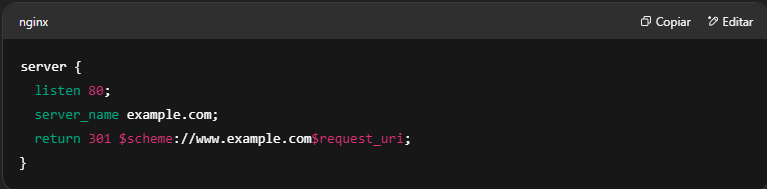 nginx
Copiar
Editar
server {
  listen 80;
  server_name example.com;
  return 301 $scheme://www.example.com$request_uri;
}